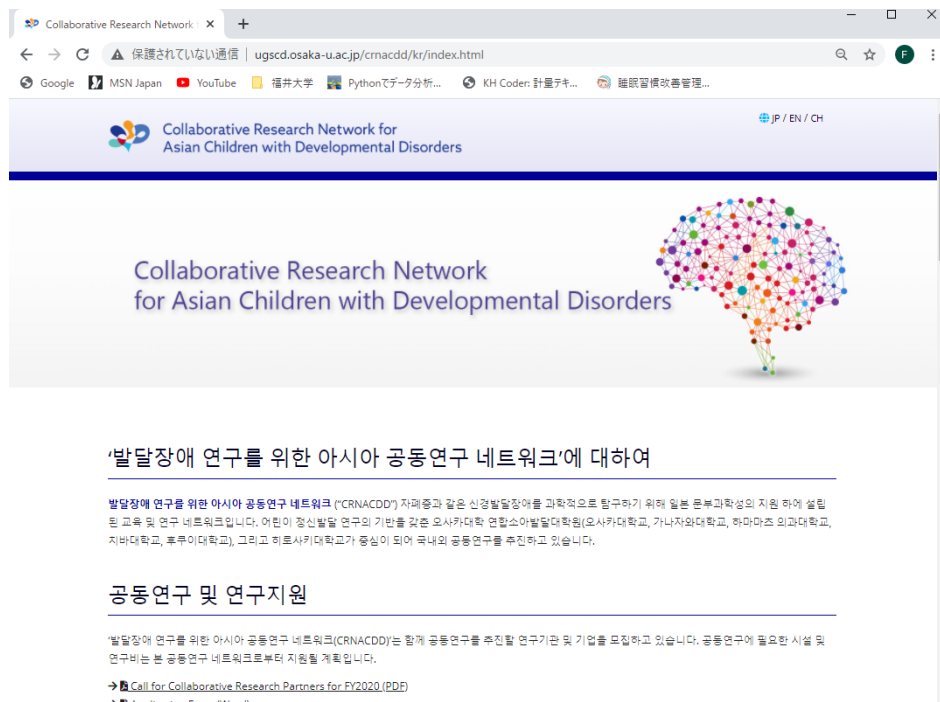 Collaborative Research Network f
保護されていない通信 | ugscd.osaka-u.ac.jp/crnacdd/kr/index.html
F
Google MSN Japan YouTube 福井大学 Pythonでデータ分析... KH Coder: 計量テキ... 睡眠習慣改善管理...
JP / EN / CH
Collaborative Research Network for
Asian Children with Developmental Disorders
Collaborative Research Network
for Asian Children with Developmental Disorders
‘발달장애 연구를 위한 아시아 공동연구 네트워크’에 대하여
발달장애 연구를 위한 아시아 공동연구 네트워크 (“CRNACDD”) 자폐증과 같은 신경발달장애를 과학적으로 탐구하기 위해 일본 문부과학성의 지원 하에 설립
된 교육 및 연구 네트워크입니다. 어린이 정신발달 연구의 기반을 갖춘 오사카대학 연합소아발달대학원(오사카대학교, 가나자와대학교, 하마마츠 의과대학교,
지바대학교, 후쿠이대학교), 그리고 히로사키대학교가 중심이 되어 국내외 공동연구를 추진하고 있습니다.
공동연구 및 연구지원
‘발달장애 연구를 위한 아시아 공동연구 네트워크(CRNACDD)’는 함께 공동연구를 추진할 연구기관 및 기업을 모집하고 있습니다. 공동연구에 필요한 시설 및
연구비는 본 공동연구 네트워크로부터 지원될 계획입니다.
→ Call for Collaborative Research Partners for FY2020 (PDF)